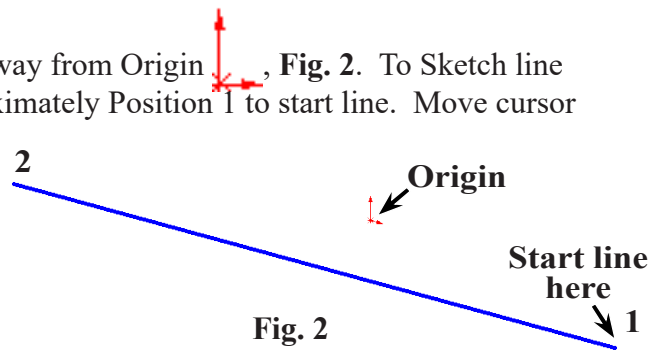 way from Origin , Fig. 2. To Sketch line
ximately Position 1 to start line. Move cursor
2
Origin
Start line
here
1
Fig. 2